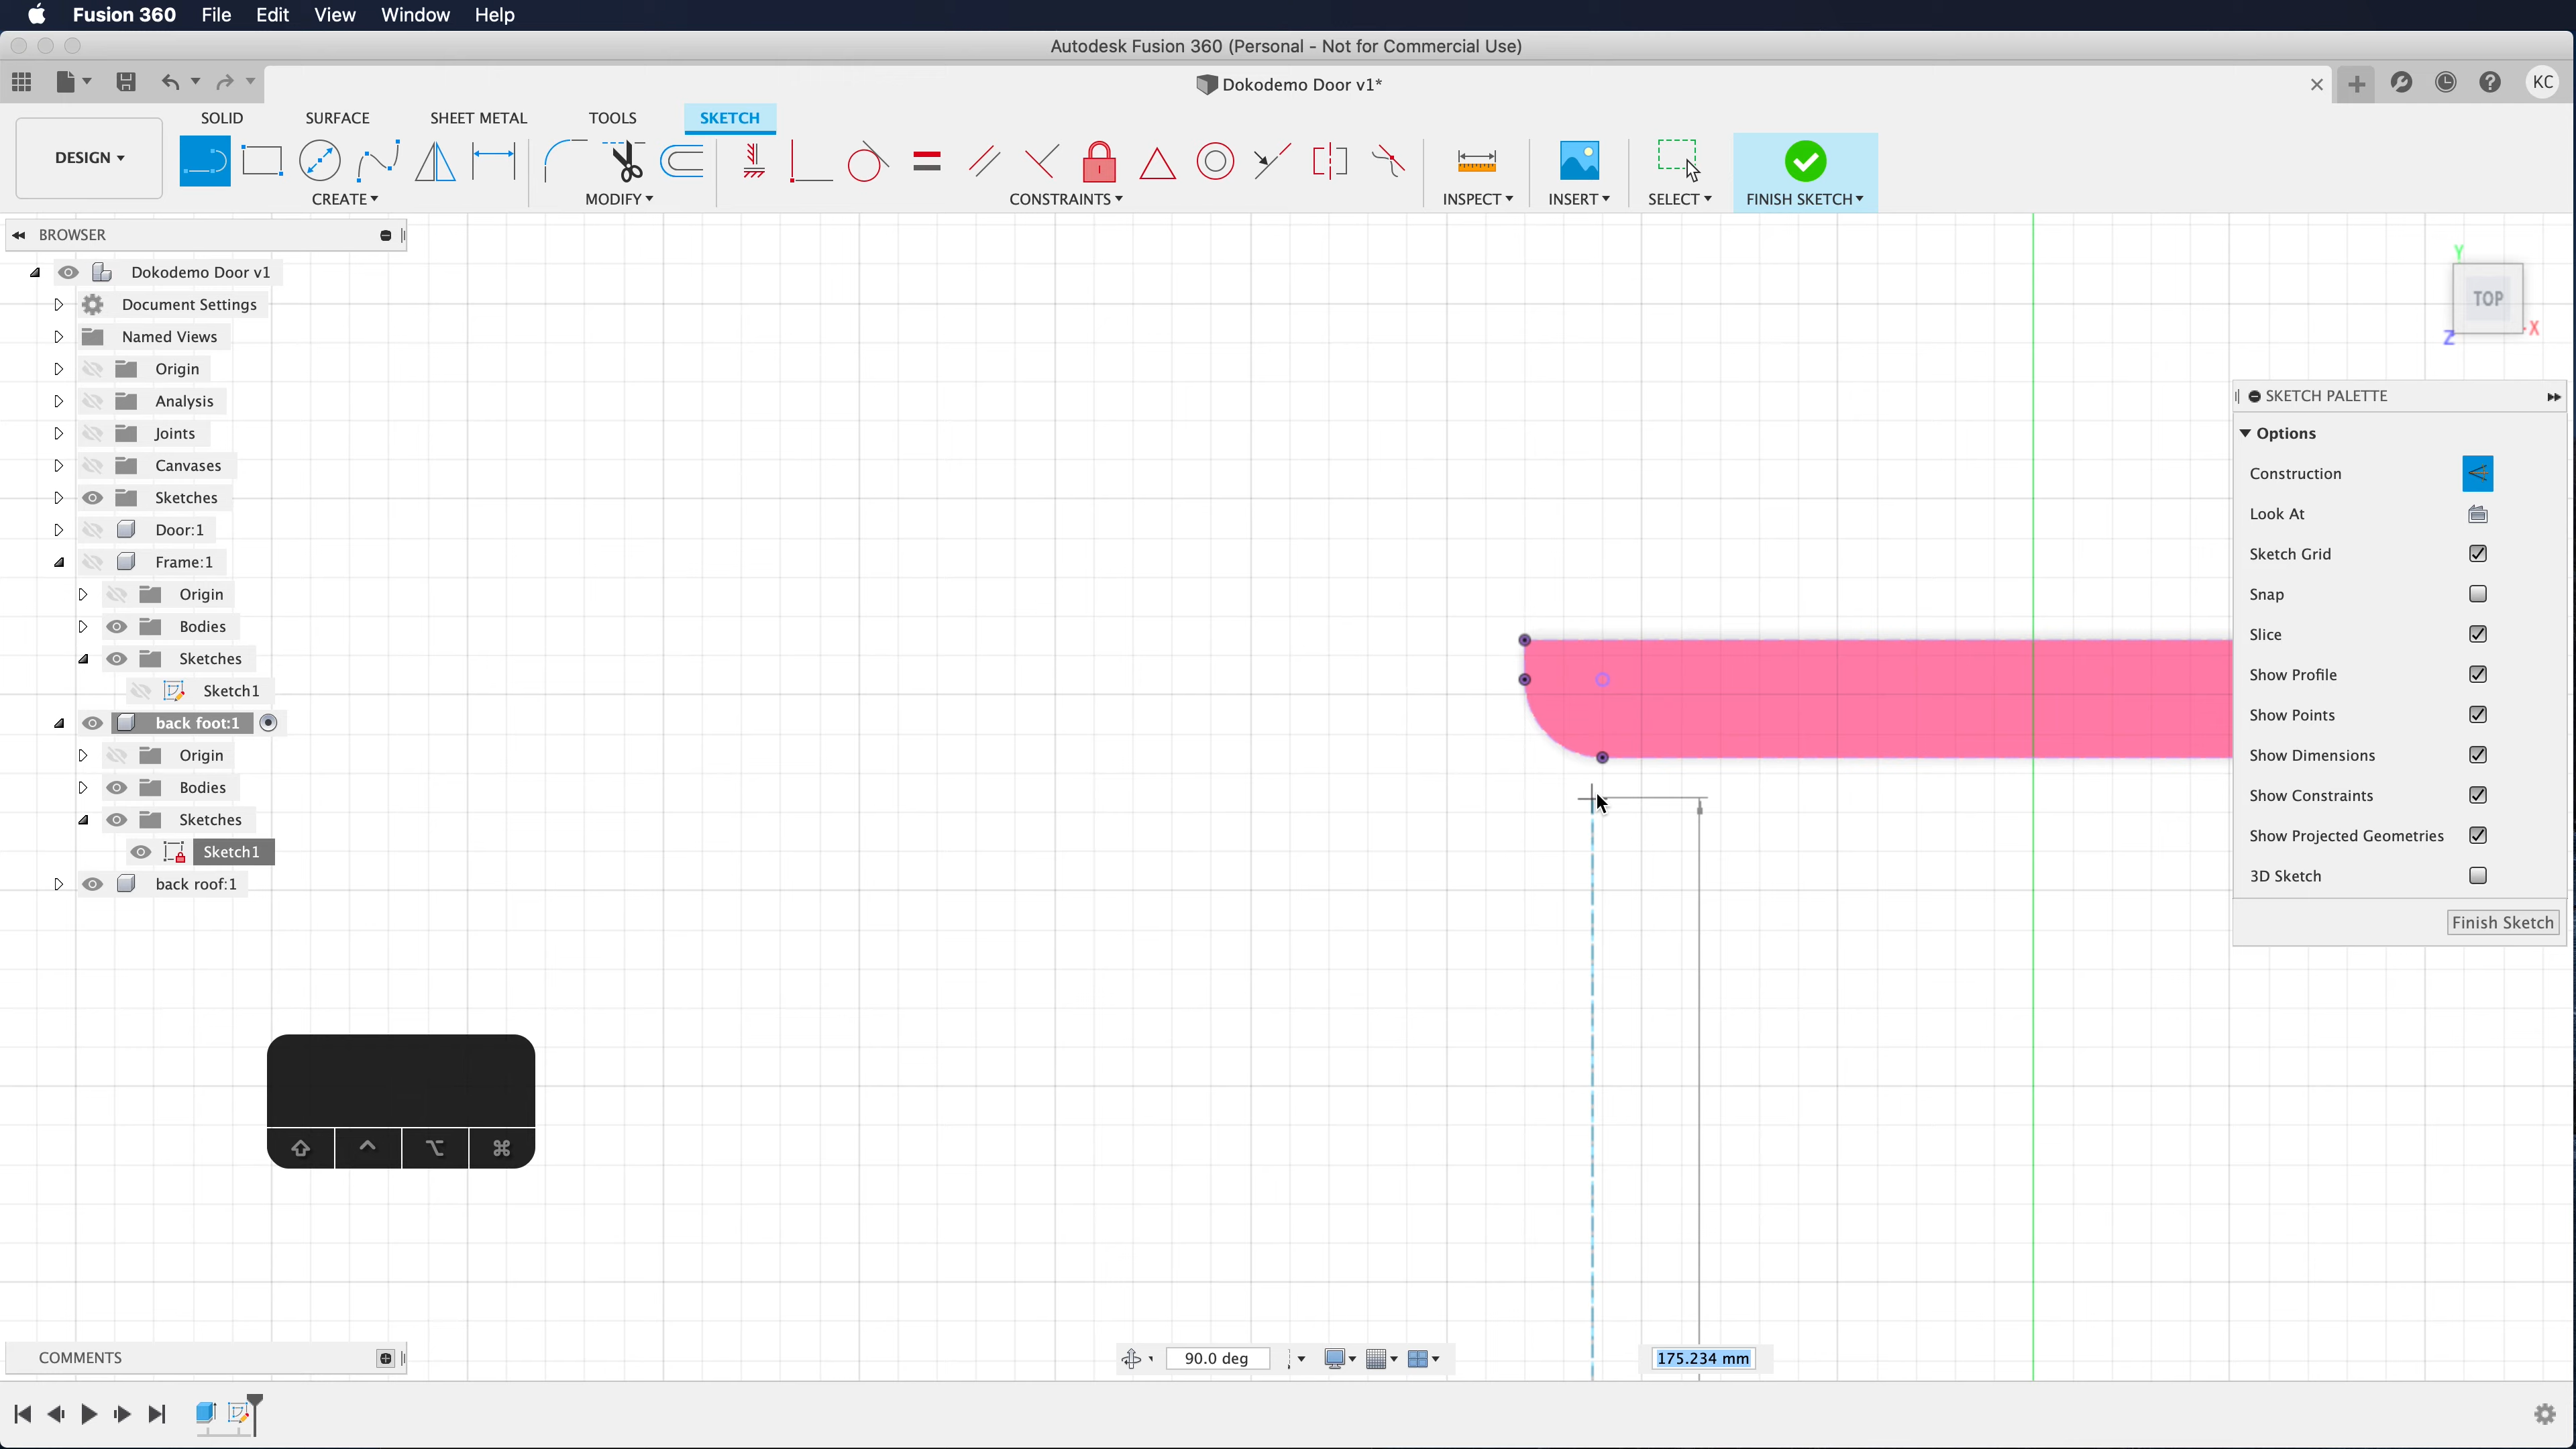 Fusion 360 File Edit View Window Help
Autodesk Fusion 360 (Personal - Not for Commercial Use)
Dokodemo Door v1*
KC
SOLID SURFACE SHEET METAL TOOLS SKETCH
DESIGN
CREATE MODIFY CONSTRAINTS INSPECT INSERT SELECT FINISH SKETCH
BROWSER
Dokodemo Door v1
Document Settings
Named Views
Origin
Analysis
Joints
Canvases
Sketches
Door:1
Frame:1
Origin
Bodies
Sketches
Sketch1
back foot:1
Origin
Bodies
Sketches
Sketch1
back roof:1
Y
TOP
X
Z
SKETCH PALETTE
Options
Construction
Look At
Sketch Grid
Snap
Slice
Show Profile
Show Points
Show Dimensions
Show Constraints
Show Projected Geometries
3D Sketch
Finish Sketch
COMMENTS
90.0 deg
175.234 mm